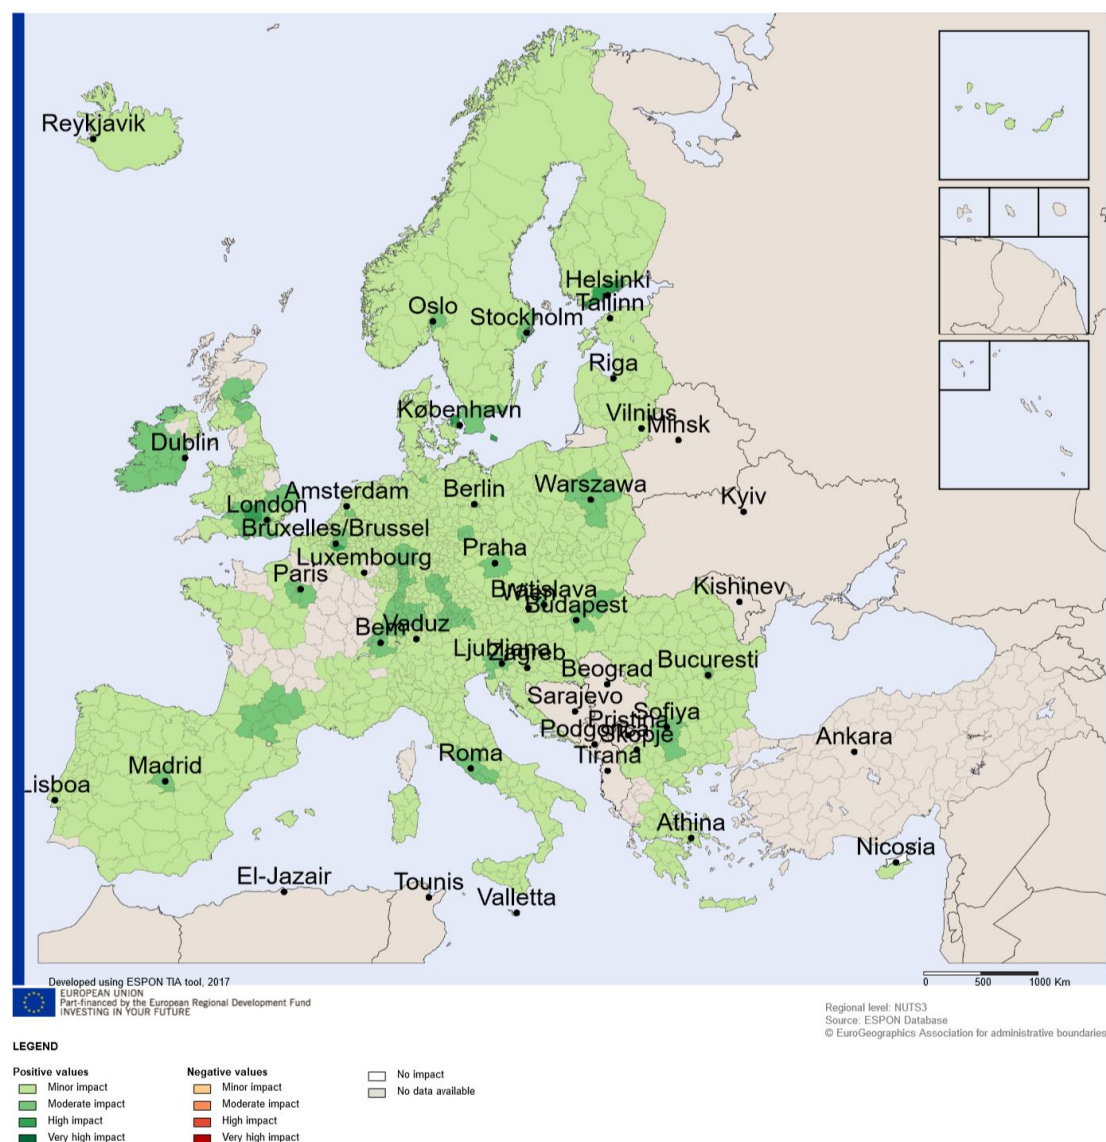 Reykjavik
Helsinki
Tallinn
Oslo
Stockholm
Riga
København
Vilnius
Minsk
Dublin
Amsterdam
Berlin
Warszawa
London
Kyiv
Bruxelles/Brussel
Luxembourg
Praha
Paris
Bratislava
Wien
Kishinev
Budapest
Bern
Vaduz
Ljubljana
Zagreb
Beograd
Bucuresti
Sarajevo
Sofiya
Pristina
Podgorica
Skopje
Ankara
Roma
Tirana
Madrid
Lisboa
Athina
Nicosia
El-Jazair
Tounis
Valletta
Developed using ESPON TIA tool, 2017
0 500 1000 Km
EUROPEAN UNION
Part-financed by the European Regional Development Fund
INVESTING IN YOUR FUTURE
Regional level: NUTS3
Source: ESPON Database
© EuroGeographics Association for administrative boundaries
LEGEND
Positive values
Minor impact
Moderate impact
High impact
Very high impact
Negative values
Minor impact
Moderate impact
High impact
Very high impact
No impact
No data available